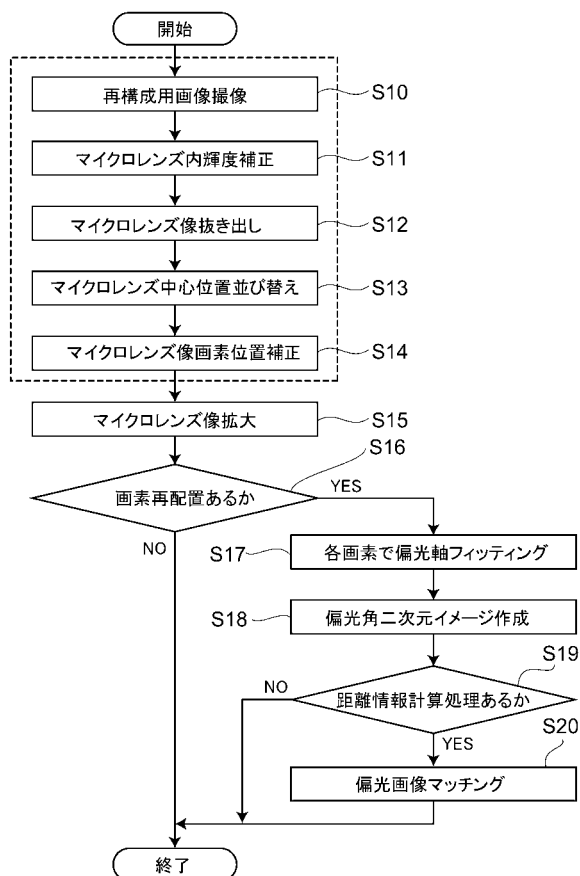 開始
再構成用画像撮像
S10
マイクロレンズ内輝度補正
S11
マイクロレンズ像抜き出し
S12
マイクロレンズ中心位置並び替え
S13
マイクロレンズ像画素位置補正
S14
マイクロレンズ像拡大
S15
S16
画素再配置あるか
YES
NO
S17
各画素で偏光軸フィッティング
S18
偏光角二次元イメージ作成
S19
距離情報計算処理あるか
NO
YES
S20
偏光画像マッチング
終了